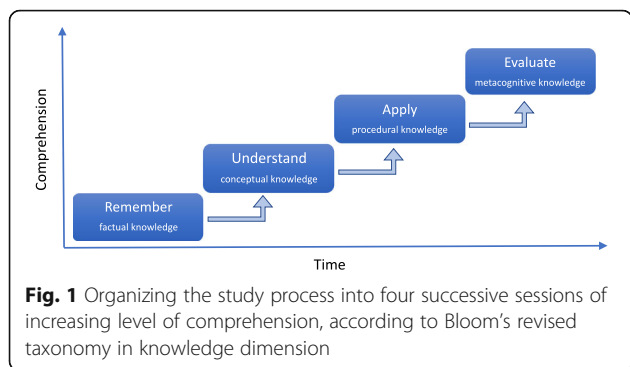 Evaluate
metacognitive knowledge
Apply
procedural knowledge
Understand
conceptual knowledge
Remember
factual knowledge
Comprehension
Time
Fig. 1 Organizing the study process into four successive sessions of
increasing level of comprehension, according to Bloom's revised
taxonomy in knowledge dimension